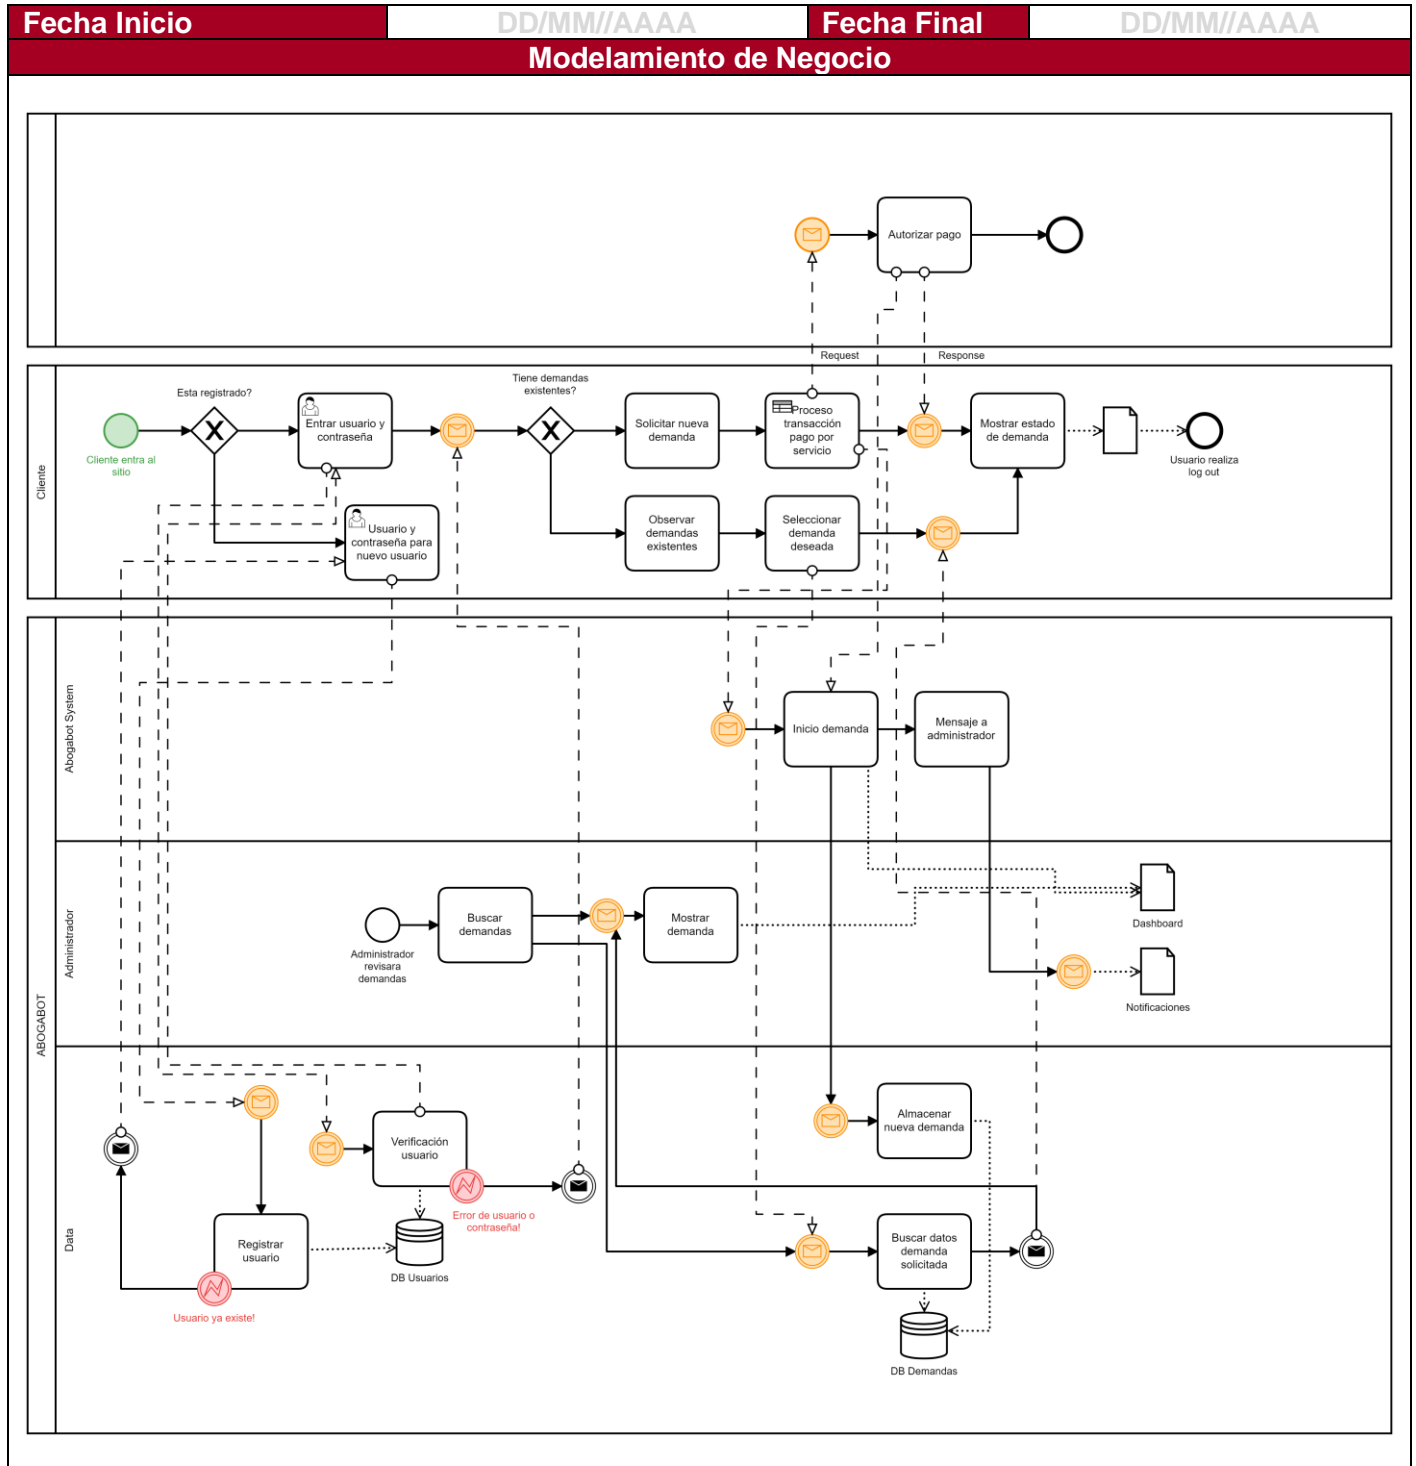 Fecha Inicio
DD/MM//AAAA
Fecha Final
DD/MM//AAAA
Modelamiento de Negocio
Autorizar pago
Request
Response
Cliente
Esta registrado?
Cliente entra al
sitio
Entrar usuario y
contraseña
Usuario y
contraseña para
nuevo usuario
Tiene demandas
existentes?
Solicitar nueva
demanda
Proceso
transacción
pago por
servicio
Mostrar estado
de demanda
Usuario realiza
log out
Observar
demandas
existentes
Seleccionar
demanda
deseada
ABOGABOT
Abogabot System
Inicio demanda
Mensaje a
administrador
Administrador
Administrador
revisara
demandas
Buscar
demandas
Mostrar
demanda
Dashboard
Notificaciones
Data
Verificación
usuario
Error de usuario o
contraseña!
Registrar
usuario
Usuario ya existe!
DB Usuarios
Almacenar
nueva demanda
Buscar datos
demanda
solicitada
DB Demandas